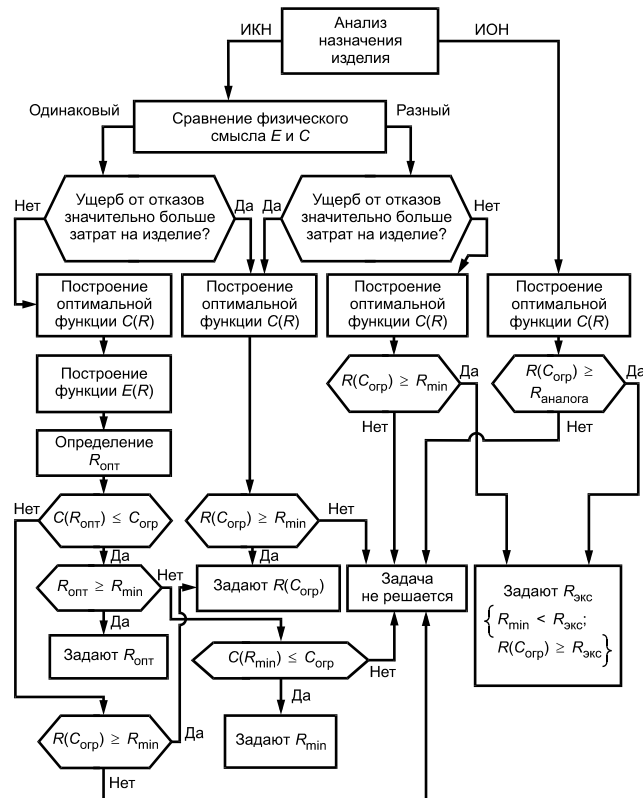 Анализ
назначения
изделия
ИКН
ИОН
Сравнение физического
смысла E и C
Одинаковый
Разный
Ущерб от отказов
значительно больше
затрат на изделие?
Нет
Да
Ущерб от отказов
значительно больше
затрат на изделие?
Да
Нет
Построение
оптимальной
функции C(R)
Построение
оптимальной
функции C(R)
Построение
оптимальной
функции C(R)
Построение
оптимальной
функции C(R)
Построение
функции E(R)
R(Cогр) ≥ Rmin
Да
Нет
R(Cогр) ≥
Rаналога
Да
Нет
Определение
Rопт
C(Rопт) ≤ Cогр
Нет
Да
R(Cогр) ≥ Rmin
Нет
Да
Rопт ≥ Rmin
Нет
Да
Задают R(Cогр)
Задача
не решается
Задают Rэкс
{Rmin < Rэкс;
R(Cогр) ≥ Rэкс}
Задают Rопт
C(Rmin) ≤ Cогр
Нет
Да
R(Cогр) ≥ Rmin
Да
Нет
Задают Rmin